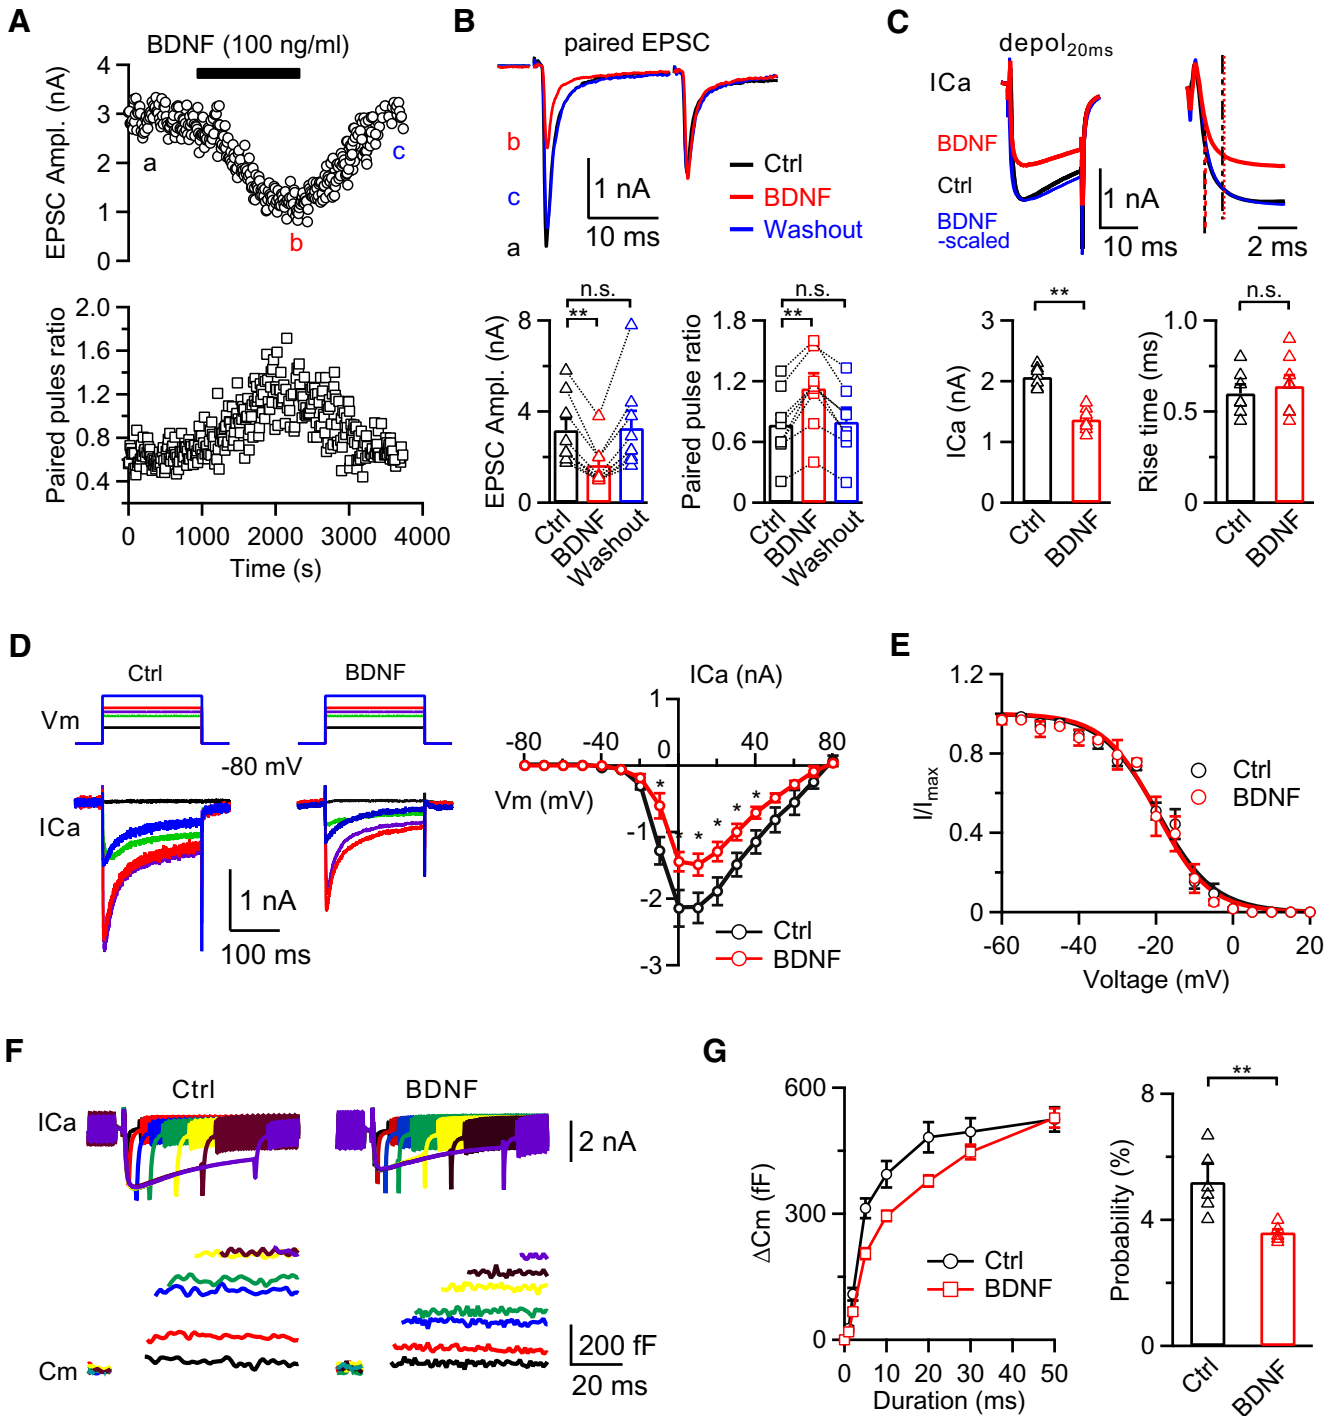 A
BDNF (100 ng/ml)
EPSC Ampl. (nA)
4
3
2
1
0
a
b
c
Paired pules ratio
2.0
1.6
1.2
0.8
0.4
0
1000
2000
3000
4000
Time (s)
B
paired EPSC
b
c
a
1 nA
10 ms
Ctrl
BDNF
Washout
EPSC Ampl. (nA)
8
4
0
n.s.
**
Ctrl
BDNF
Washout
Paired pulse ratio
1.8
1.2
0.6
0
n.s.
**
Ctrl
BDNF
Washout
C
depol20ms
ICa
BDNF
Ctrl
BDNF
-scaled
1 nA
10 ms
2 ms
ICa (nA)
3
2
1
0
**
Ctrl
BDNF
Rise time (ms)
1.0
0.5
0
n.s.
Ctrl
BDNF
D
Ctrl
BDNF
Vm
-80 mV
ICa
1 nA
100 ms
ICa (nA)
1
-80
-40
0
40
80
Vm (mV)
-1
-2
-3
* * * * * *
Ctrl
BDNF
E
I/Imax
1.2
0.8
0.4
0
Ctrl
BDNF
-60
-40
-20
0
20
Voltage (mV)
F
Ctrl
BDNF
ICa
2 nA
Cm
200 fF
20 ms
G
ΔCm (fF)
600
300
0
Ctrl
BDNF
0
10
20
30
40
50
Duration (ms)
Probability (%)
8
4
0
**
Ctrl
BDNF